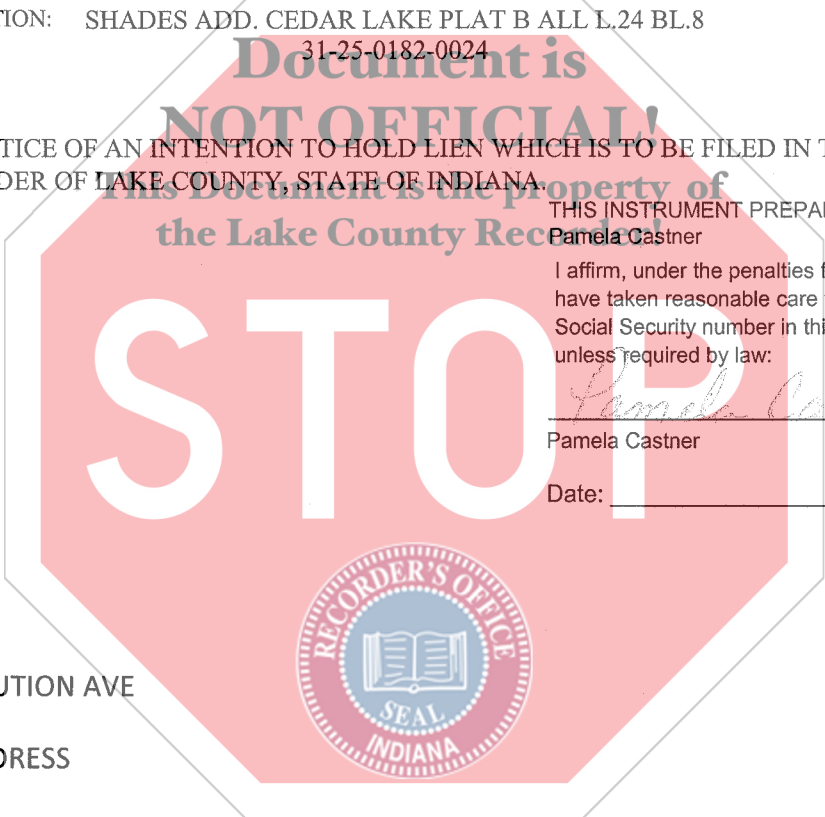 TION: SHADES ADD. CEDAR LAKE PLAT B ALL L.24 BL.8
31-25-0182-0024
Document is
NOT OFFICIAL!
TICE OF AN INTENTION TO HOLD LIEN WHICH IS TO BE FILED IN T
DER OF LAKE COUNTY, STATE OF INDIANA.
This Document is the property of
the Lake County Recorder!
THIS INSTRUMENT PREPA
Pamela Castner
I affirm, under the penalties f
have taken reasonable care
Social Security number in thi
unless required by law:
Pamela Ca
Pamela Castner
Date:
STOP
RECORDER'S OFFICE
SEAL
INDIANA
UTION AVE
DRESS